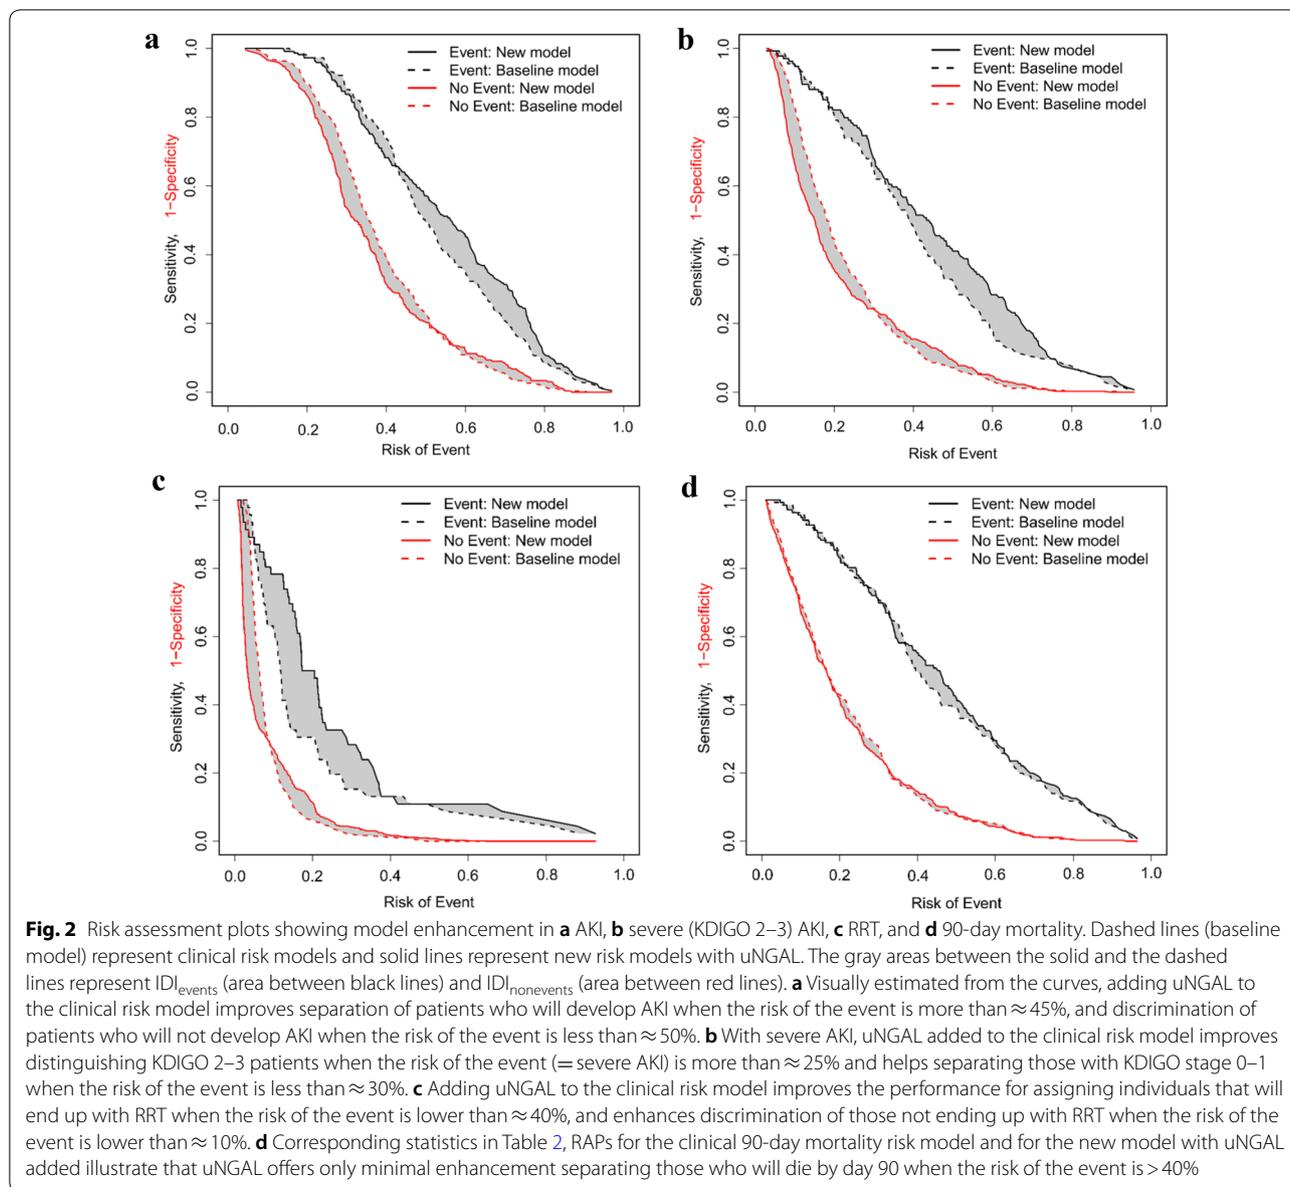 a
1.0
0.8
0.6
0.4
0.2
0.0
Sensitivity, 1−Specificity
Event: New model
Event: Baseline model
No Event: New model
No Event: Baseline model
0.0 0.2 0.4 0.6 0.8 1.0
Risk of Event
b
1.0
0.8
0.6
0.4
0.2
0.0
Sensitivity, 1−Specificity
Event: New model
Event: Baseline model
No Event: New model
No Event: Baseline model
0.0 0.2 0.4 0.6 0.8 1.0
Risk of Event
c
1.0
0.8
0.6
0.4
0.2
0.0
Sensitivity, 1−Specificity
Event: New model
Event: Baseline model
No Event: New model
No Event: Baseline model
0.0 0.2 0.4 0.6 0.8 1.0
Risk of Event
d
1.0
0.8
0.6
0.4
0.2
0.0
Sensitivity, 1−Specificity
Event: New model
Event: Baseline model
No Event: New model
No Event: Baseline model
0.0 0.2 0.4 0.6 0.8 1.0
Risk of Event
Fig. 2 Risk assessment plots showing model enhancement in a AKI, b severe (KDIGO 2–3) AKI, c RRT, and d 90-day mortality. Dashed lines (baseline
model) represent clinical risk models and solid lines represent new risk models with uNGAL. The gray areas between the solid and the dashed
lines represent IDIevents (area between black lines) and IDInonevents (area between red lines). a Visually estimated from the curves, adding uNGAL to
the clinical risk model improves separation of patients who will develop AKI when the risk of the event is more than ≈ 45%, and discrimination of
patients who will not develop AKI when the risk of the event is less than ≈ 50%. b With severe AKI, uNGAL added to the clinical risk model improves
distinguishing KDIGO 2–3 patients when the risk of the event (= severe AKI) is more than ≈ 25% and helps separating those with KDIGO stage 0–1
when the risk of the event is less than ≈ 30%. c Adding uNGAL to the clinical risk model improves the performance for assigning individuals that will
end up with RRT when the risk of the event is lower than ≈ 40%, and enhances discrimination of those not ending up with RRT when the risk of the
event is lower than ≈ 10%. d Corresponding statistics in Table 2, RAPs for the clinical 90-day mortality risk model and for the new model with uNGAL
added illustrate that uNGAL offers only minimal enhancement separating those who will die by day 90 when the risk of the event is > 40%